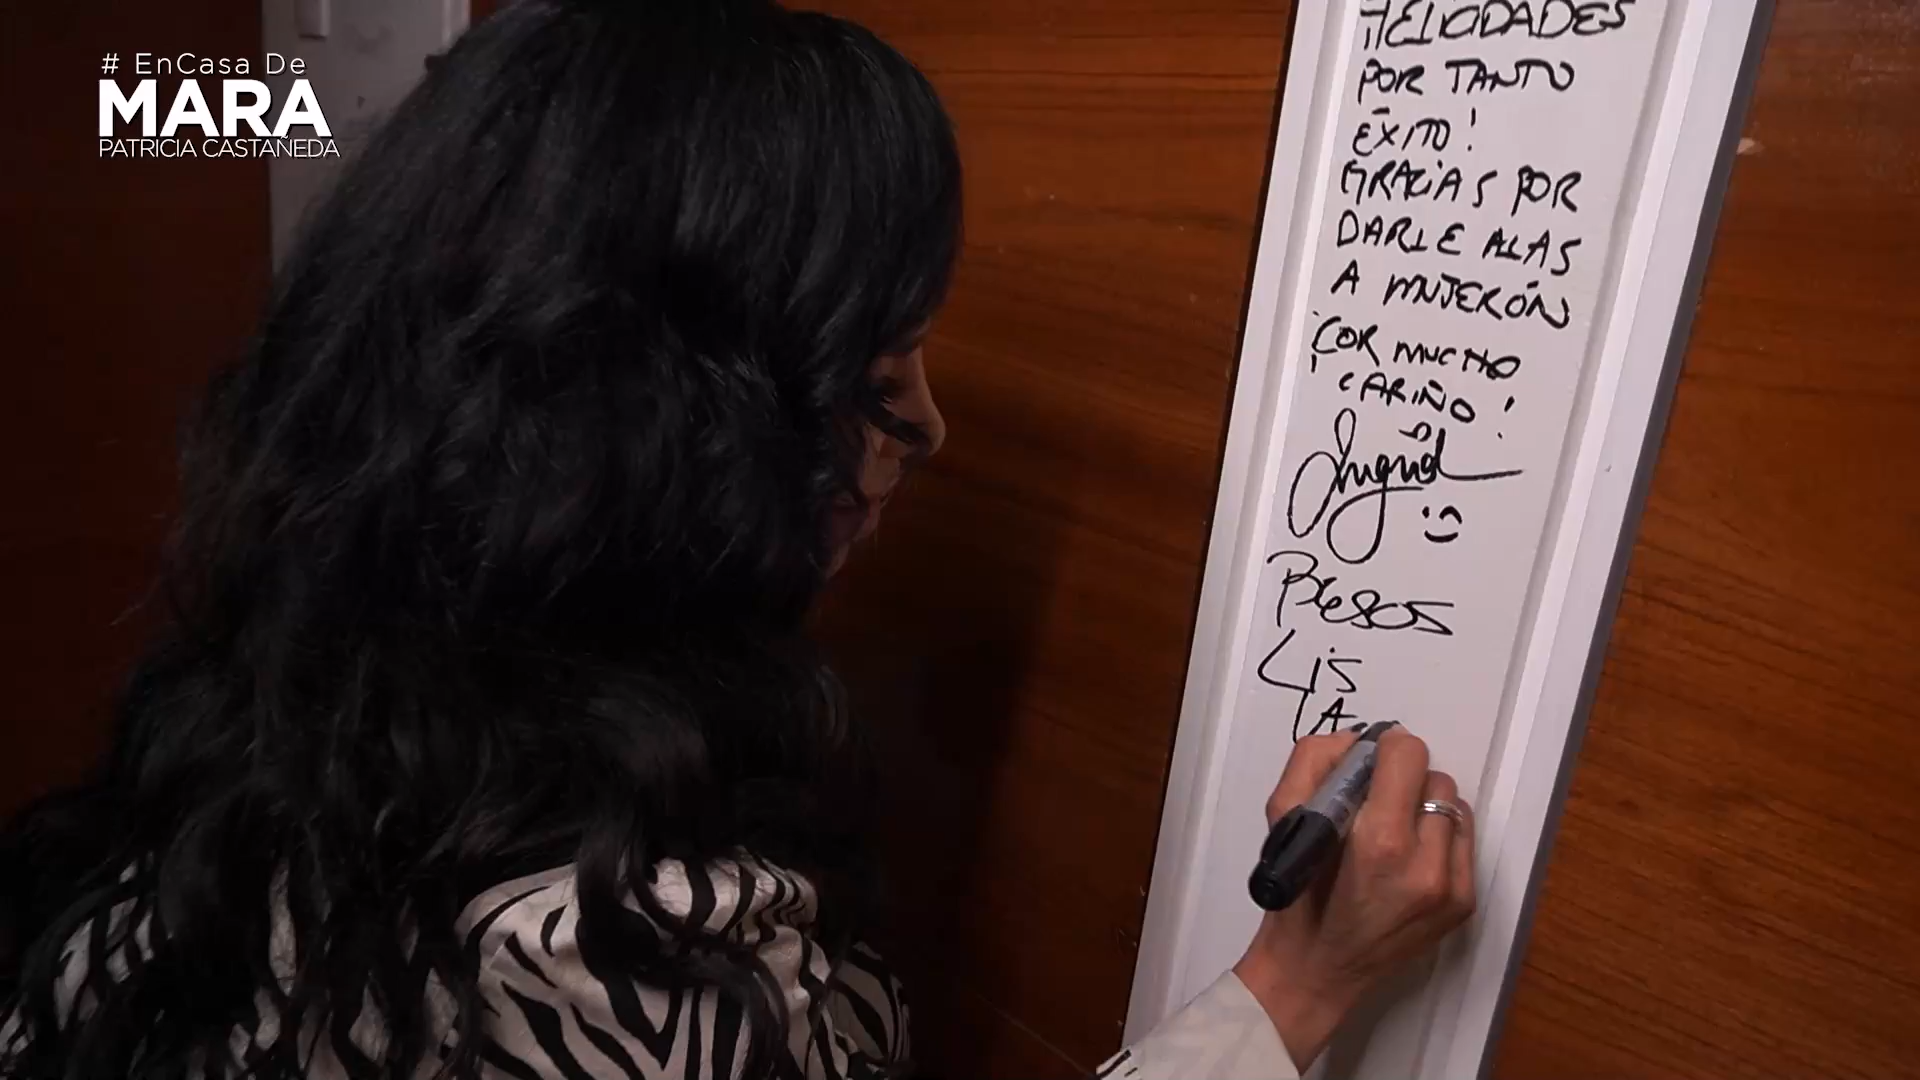 # EnCasa De
MARA
PATRICIA CASTAÑEDA
¡FELICIDADES
POR TANTO
ÉXITO!
GRACIAS POR
DARLE ALAS
A MUJERÓN
¡COR MUCHO
CARIÑO!
Ingrid
Besos
Lis